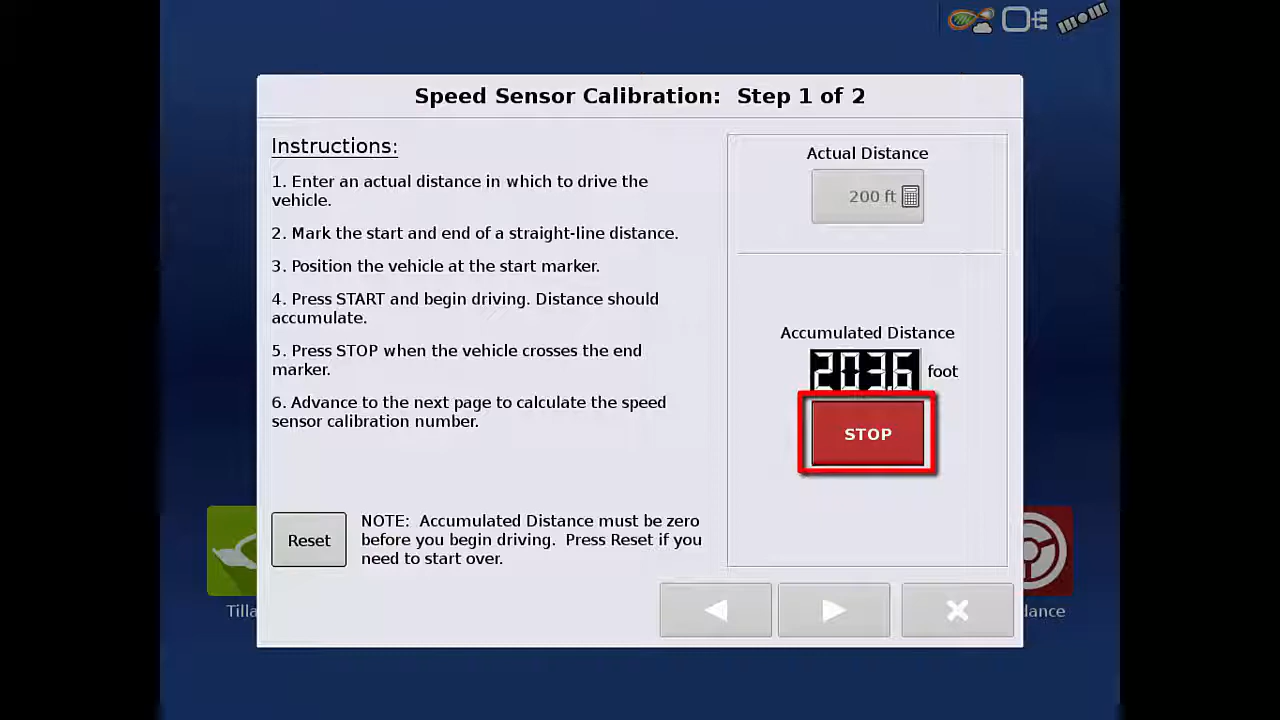 Speed Sensor Calibration:  Step 1 of 2
Instructions:
1. Enter an actual distance in which to drive the
vehicle.
2. Mark the start and end of a straight-line distance.
3. Position the vehicle at the start marker.
4. Press START and begin driving. Distance should
accumulate.
5. Press STOP when the vehicle crosses the end
marker.
6. Advance to the next page to calculate the speed
sensor calibration number.
Reset
NOTE:  Accumulated Distance must be zero
before you begin driving.  Press Reset if you
need to start over.
Actual Distance
200 ft
Accumulated Distance
203.6 foot
STOP
Tilla
dance